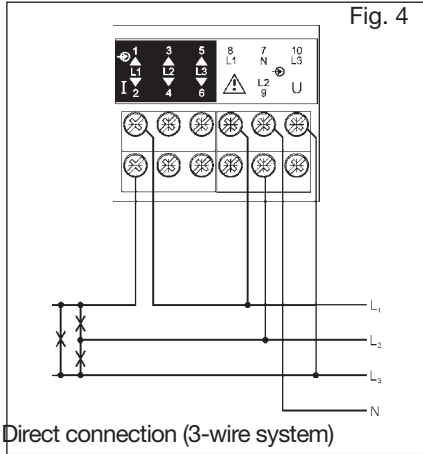 Fig. 4
1 3 5 8 7 10
L1 N L3
L1 L2 L3
I 2 4 6 L2 9 U
L₁
L₂
L₃
N
Direct connection (3-wire system)